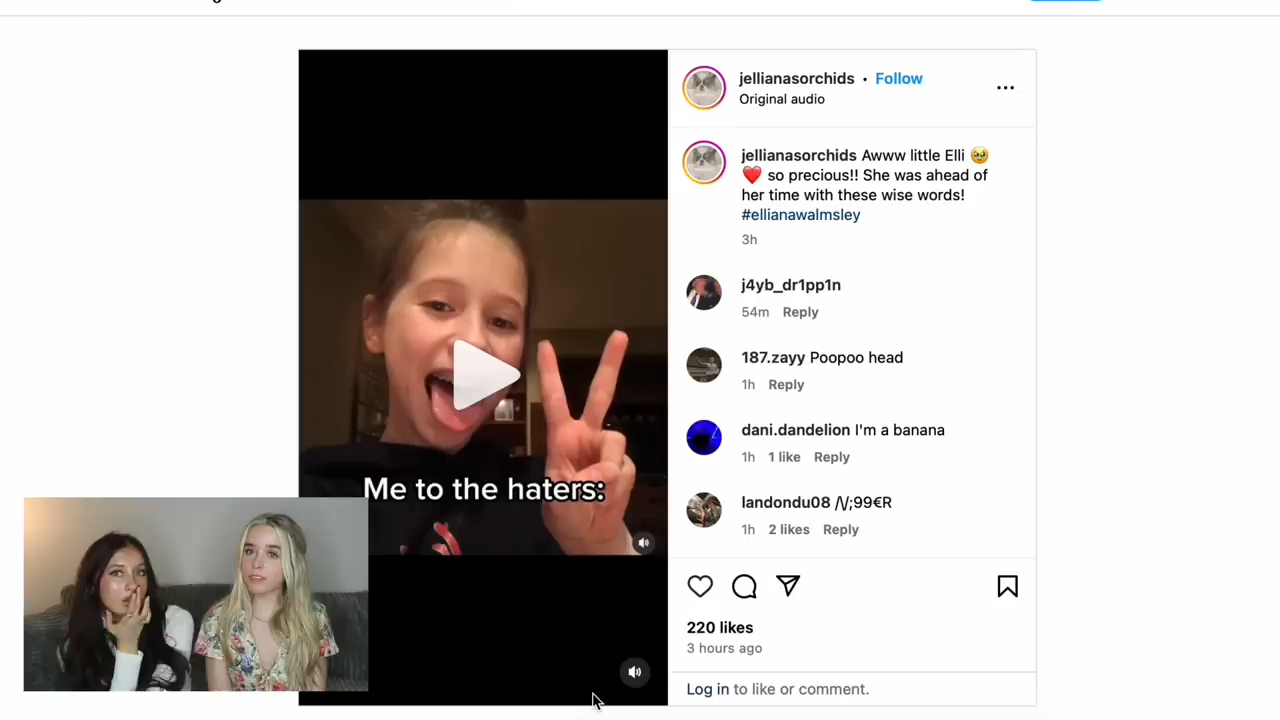 jellianasorchids • Follow
Original audio
jellianasorchids Awww little Elli 🥹
❤️ so precious!! She was ahead of
her time with these wise words!
#ellianawalmsley
3h
j4yb_dr1pp1n
54m Reply
187.zayy Poopoo head
1h Reply
dani.dandelion I'm a banana
1h 1 like Reply
landondu08 /\/;99€R
1h 2 likes Reply
220 likes
3 hours ago
Log in to like or comment.
Me to the haters: